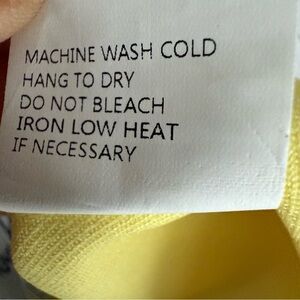 MACHINE WASH COLD
HANG TO DRY
DO NOT BLEACH
IRON LOW HEAT
IF NECESSARY